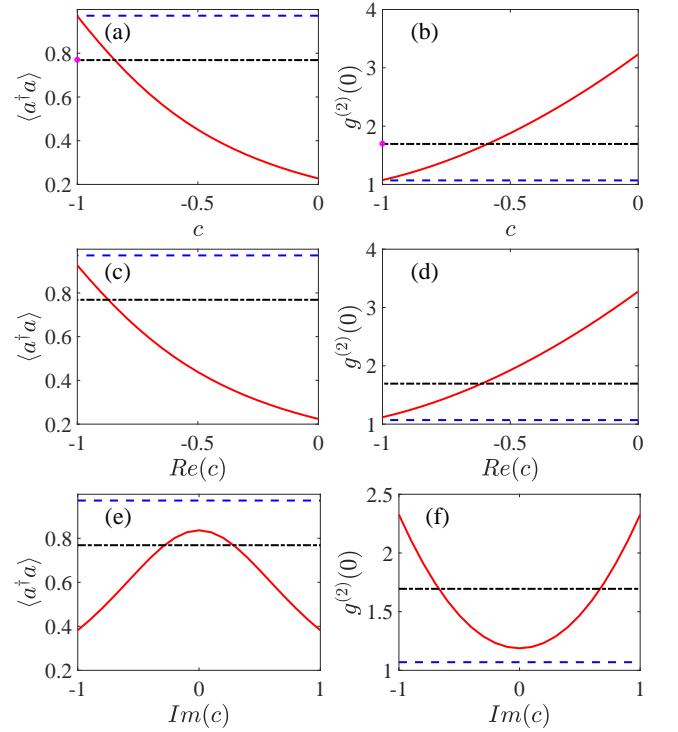 (a)
⟨a†a⟩
0.8
0.6
0.4
0.2
-1
-0.5
0
c
(b)
g(2)(0)
4
3
2
1
-1
-0.5
0
c
(c)
⟨a†a⟩
0.8
0.6
0.4
0.2
-1
-0.5
0
Re(c)
(d)
g(2)(0)
4
3
2
1
-1
-0.5
0
Re(c)
(e)
⟨a†a⟩
0.8
0.6
0.4
0.2
-1
0
1
Im(c)
(f)
g(2)(0)
2.5
2
1.5
1
-1
0
1
Im(c)